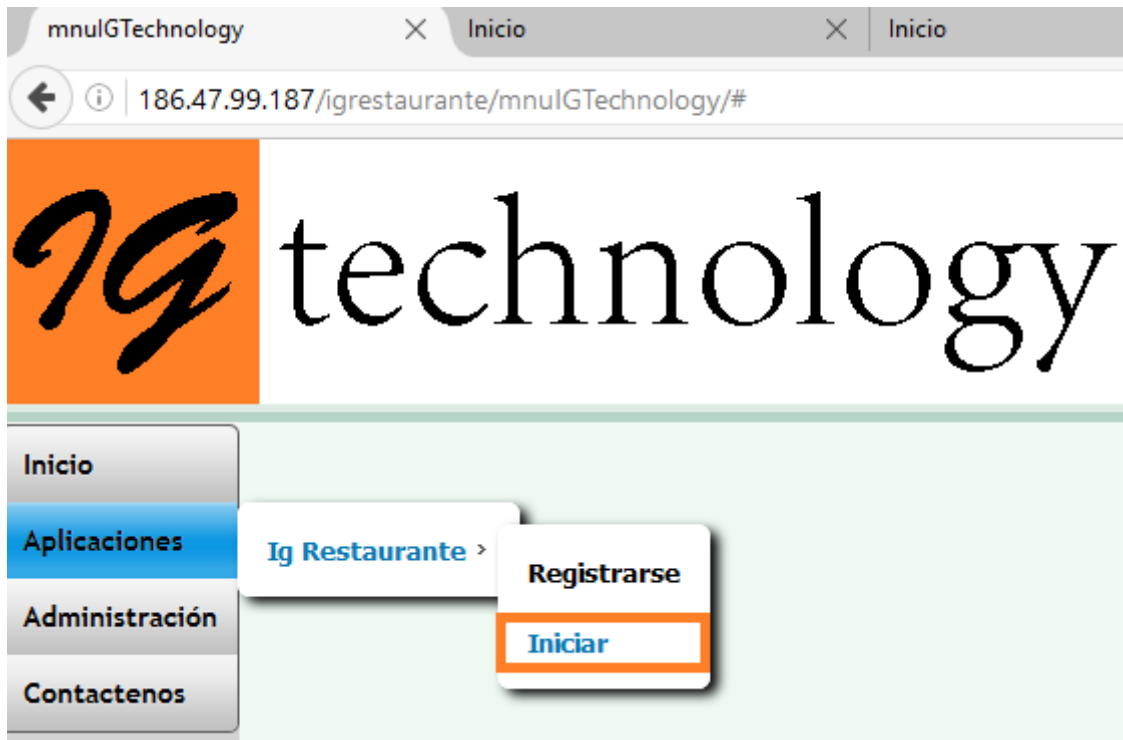 mnuIGTechnology Inicio Inicio
186.47.99.187/igrestaurante/mnuIGTechnology/#
IG technology
Inicio
Aplicaciones
Ig Restaurante >
Registrarse
Iniciar
Administración
Contactenos